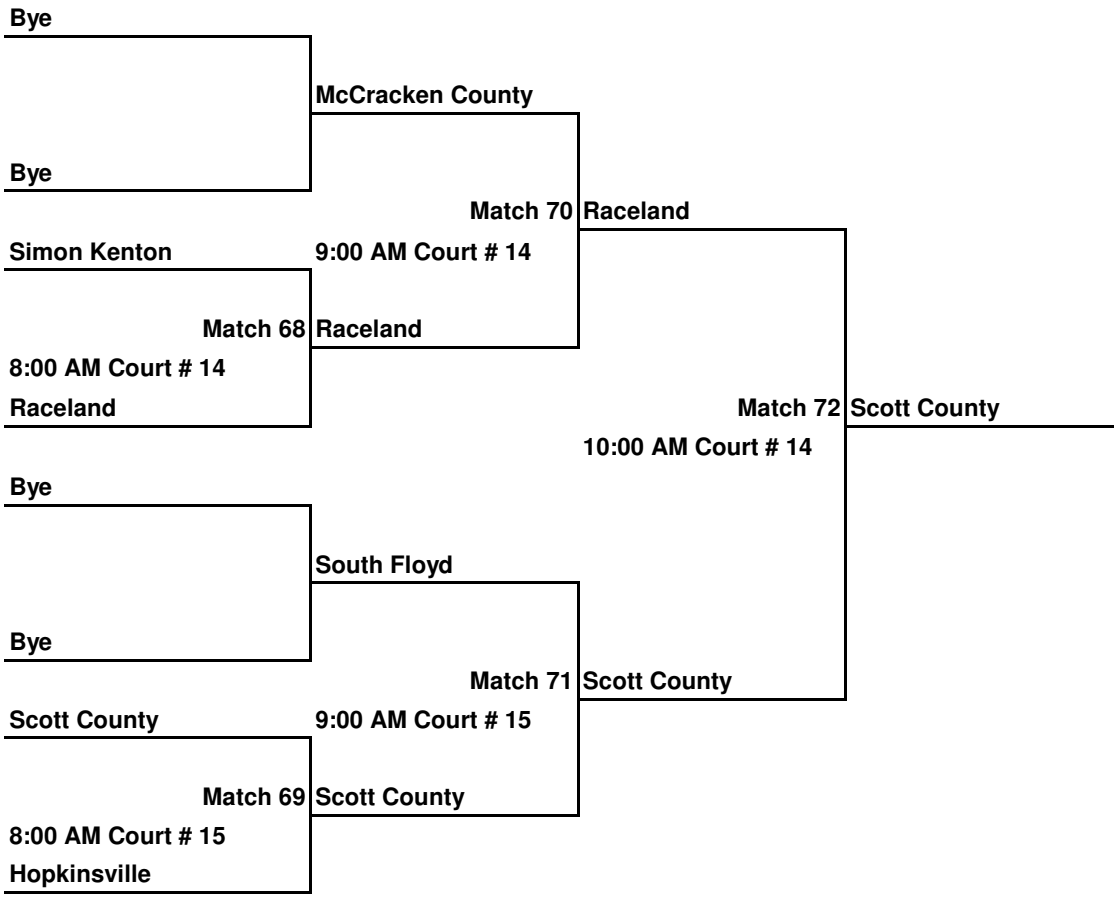 Bye
McCracken County
Bye
Match 70 Raceland
Simon Kenton
9:00 AM Court # 14
Match 68 Raceland
8:00 AM Court # 14
Raceland
Match 72 Scott County
10:00 AM Court # 14
Bye
South Floyd
Bye
Match 71 Scott County
Scott County
9:00 AM Court # 15
Match 69 Scott County
8:00 AM Court # 15
Hopkinsville